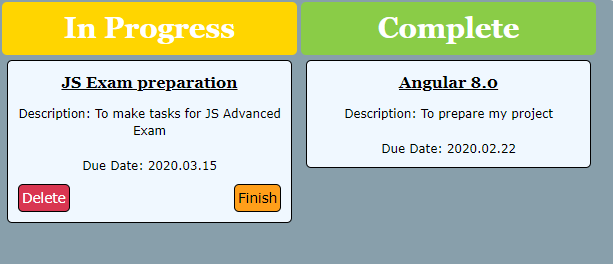 In Progress
JS Exam preparation
Description: To make tasks for JS Advanced
Exam
Due Date: 2020.03.15
Delete
Finish
Complete
Angular 8.0
Description: To prepare my project
Due Date: 2020.02.22